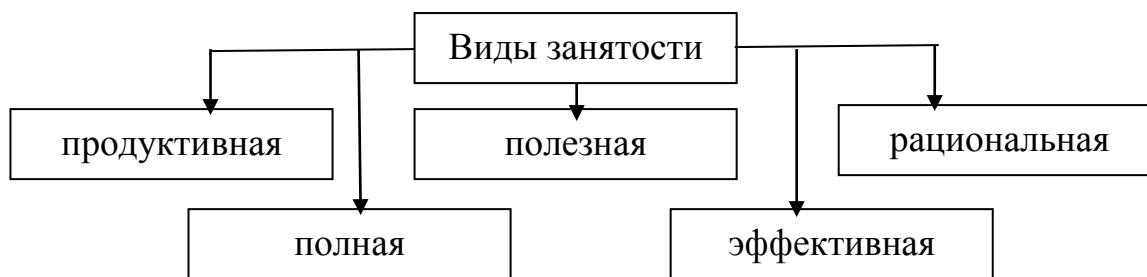 Виды занятости
продуктивная
полезная
рациональная
полная
эффективная